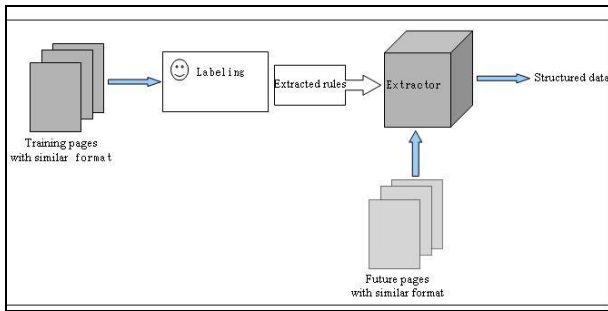 Labeling
Extracted rules
Extractor
Structured data
Training pages
with similar format
Future pages
with similar format